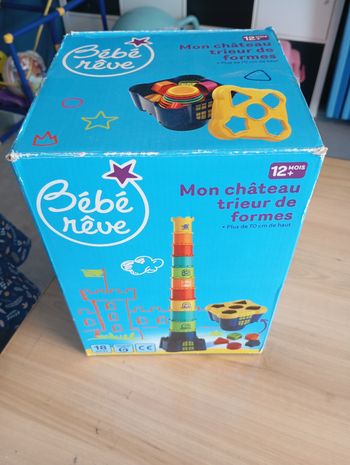 Bébé
rêve
12 MOIS +
Mon château
trieur de
formes
Bébé
rêve
12 MOIS +
Mon château
trieur de
formes
• Plus de 70 cm de haut
18
CE